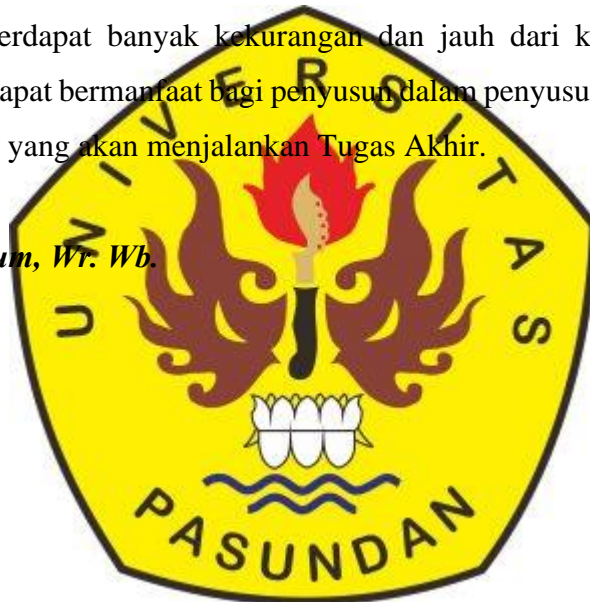 erdapat banyak kekurangan dan jauh dari k
apat bermanfaat bagi penyusun dalam penyusu
yang akan menjalankan Tugas Akhir.
um, Wr. Wb.
UNIVERSITAS
PASUNDAN